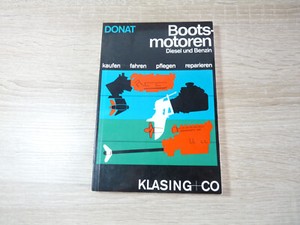 DONAT
Boots-
motoren
Diesel und Benzin
kaufen fahren pflegen reparieren
KLASING+CO